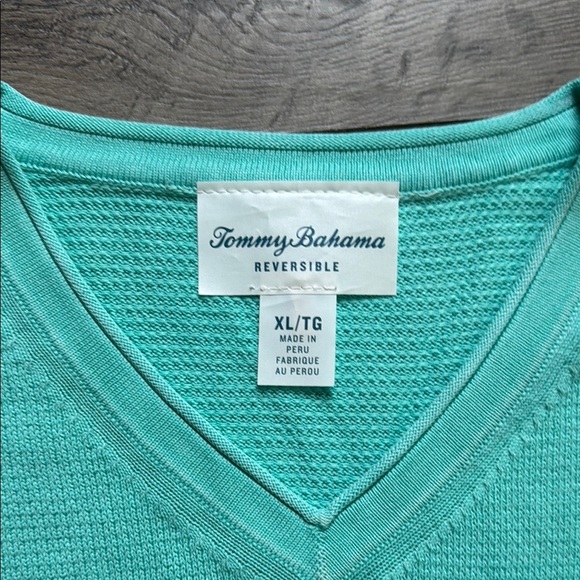 Tommy Bahama
REVERSIBLE
XL/TG
MADE IN
PERU
FABRIQUE
AU PEROU